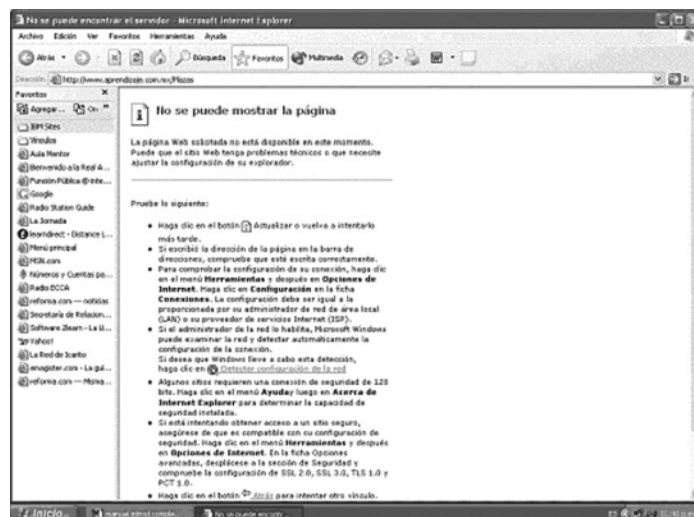 No se puede encontrar el servidor - Microsoft Internet Explorer
Archivo Edición Ver Favoritos Herramientas Ayuda
Atrás Búsqueda Favoritos Multimedia
Dirección http://www.aprendizaje.com.mx/Plazas Ir
Favoritos
Agregar...
IBM Sites
Vínculos
Aula Mentor
Bienvenido a la Real A...
Función Pública @ Inte...
Google
Radio Station Guide
La Jornada
learndirect - Distance L...
Menú principal
MSN.com
Números y Cuentas pa...
Radio ECCA
reforma.com — noticias
Secretaría de Relacion...
Software 2learn - La U...
Yahoo!
La Red de Icarito
emagister.com - La guí...
reforma.com —
No se puede mostrar la página
La página Web solicitada no está disponible en este momento.
Puede que el sitio Web tenga problemas técnicos o que necesite
ajustar la configuración de su explorador.
Pruebe lo siguiente:
Haga clic en el botón Actualizar o vuelva a intentarlo
más tarde.
Si escribió la dirección de la página en la barra de
direcciones, compruebe que esté escrita correctamente.
Para comprobar la configuración de su conexión, haga clic
en el menú Herramientas y después en Opciones de
Internet. Haga clic en Configuración en la ficha
Conexiones. La configuración debe ser igual a la
proporcionada por su administrador de red de área local
(LAN) o su proveedor de servicios Internet (ISP).
Si el administrador de la red lo habilita, Microsoft Windows
puede examinar la red y detectar automáticamente la
configuración de la conexión.
Si desea que Windows lleve a cabo esta detección,
haga clic en Detectar configuración de la red
Algunos sitios requieren una conexión de seguridad de 128
bits. Haga clic en el menú Ayuda y luego en Acerca de
Internet Explorer para determinar la capacidad de
seguridad instalada.
Si está intentando obtener acceso a un sitio seguro,
asegúrese de que es compatible con su configuración de
seguridad. Haga clic en el menú Herramientas y después
en Opciones de Internet. En la ficha Opciones
avanzadas, desplácese a la sección de Seguridad y
compruebe la configuración de SSL 2.0, SSL 3.0, TLS 1.0 y
PCT 1.0.
Haga clic en el botón Atrás para intentar otro vínculo.
Inicio No se puede encontr... ES